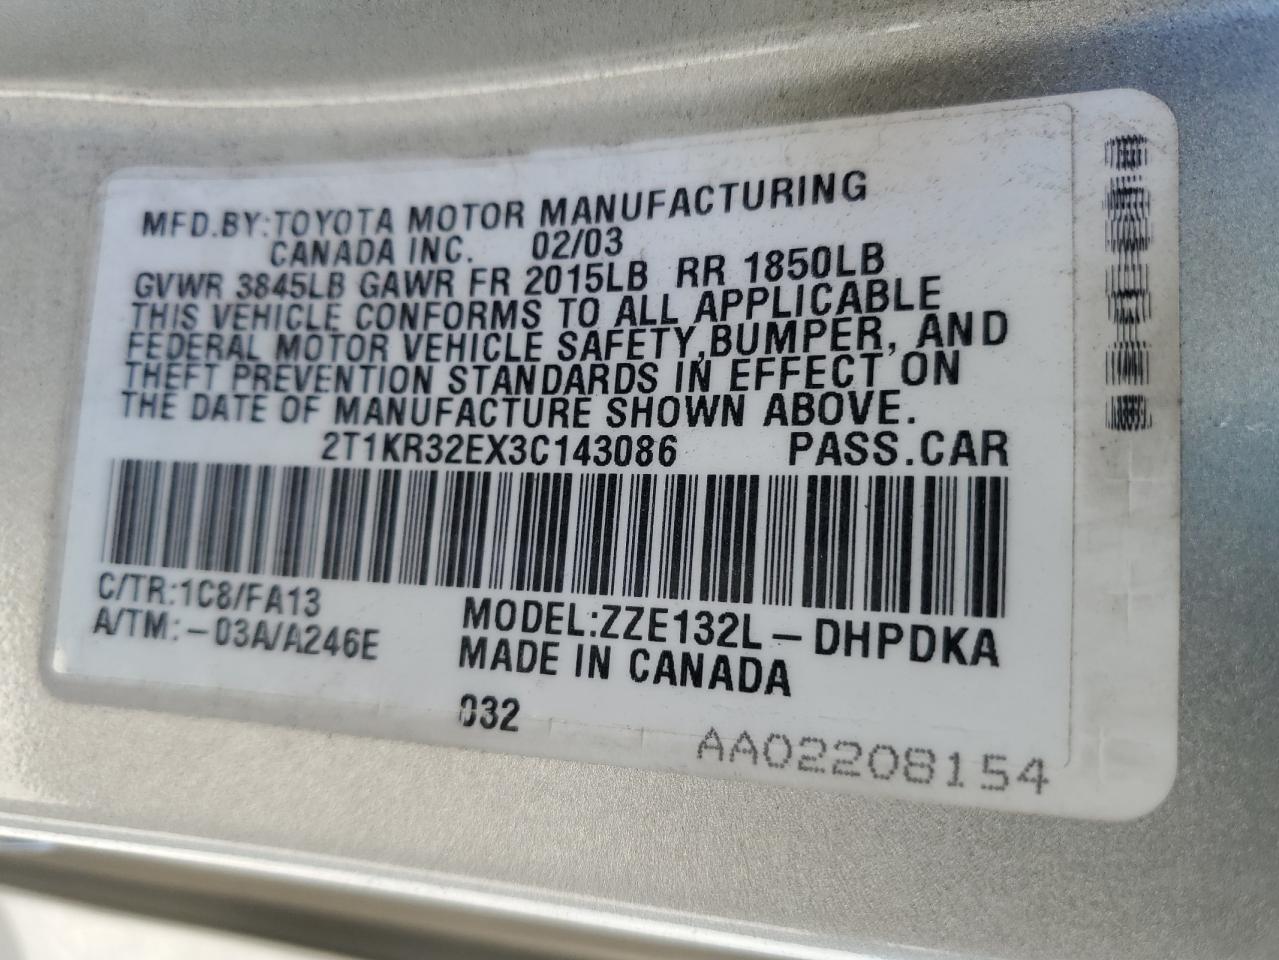 MFD.BY:TOYOTA MOTOR MANUFACTURING
CANADA INC. 02/03
GVWR 3845LB GAWR FR 2015LB RR 1850LB
THIS VEHICLE CONFORMS TO ALL APPLICABLE
FEDERAL MOTOR VEHICLE SAFETY,BUMPER, AND
THEFT PREVENTION STANDARDS IN EFFECT ON
THE DATE OF MANUFACTURE SHOWN ABOVE.
2T1KR32EX3C143086 PASS.CAR
C/TR:1C8/FA13
A/TM:-03A/A246E
MODEL:ZZE132L-DHPDKA
MADE IN CANADA
032
AA02208154